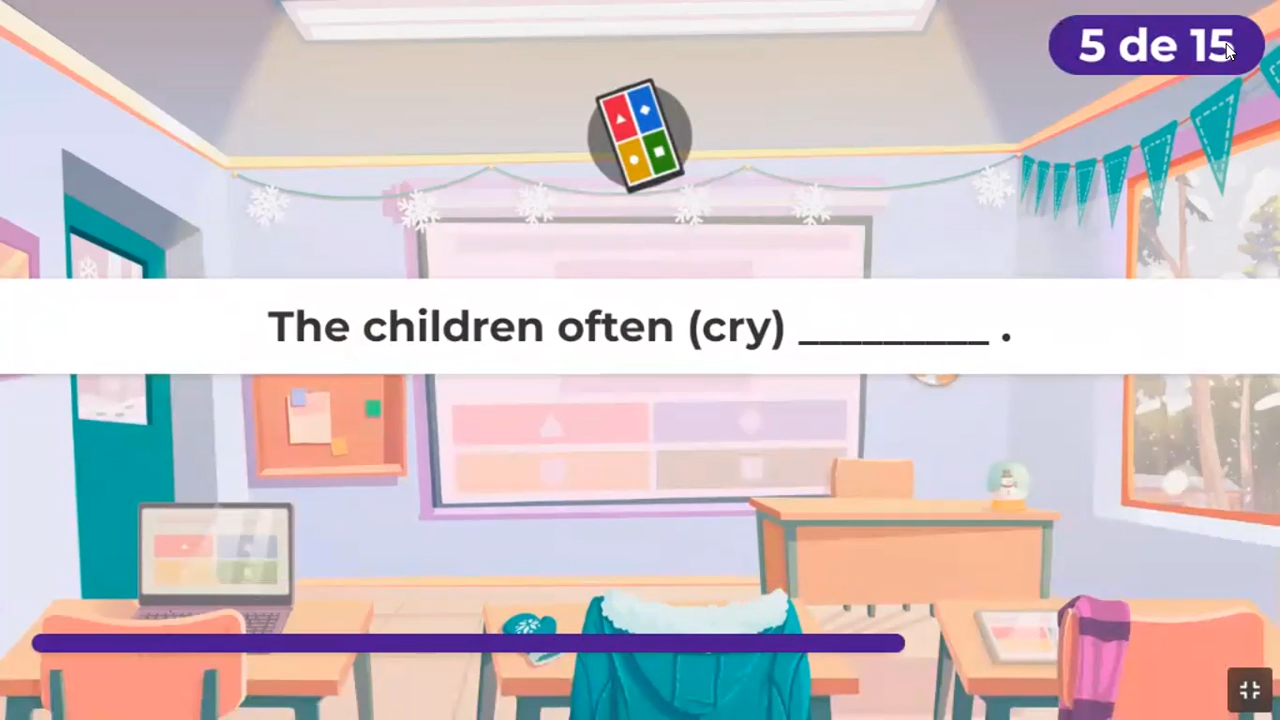 5 de 15
The children often (cry) _________ .